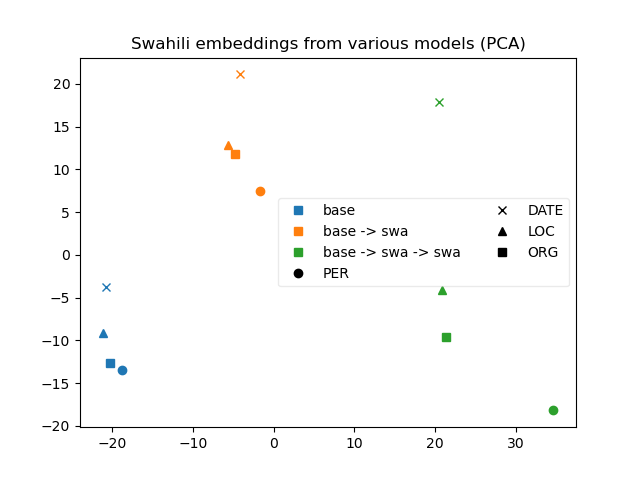 Swahili embeddings from various models (PCA)
20
15
10
5
0
−5
−10
−15
−20
base
base -> swa
base -> swa -> swa
PER
DATE
LOC
ORG
−20 −10 0 10 20 30